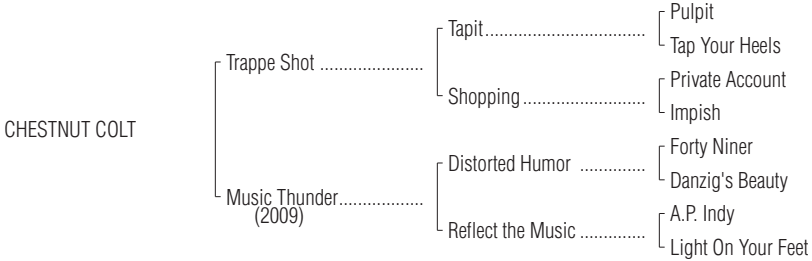 Pulpit
Tapit..................................
Tap Your Heels
Trappe Shot ......................
Private Account
Shopping..........................
Impish
CHESTNUT COLT
Forty Niner
Distorted Humor ..............
Danzig's Beauty
Music Thunder..................
(2009)
A.P. Indy
Reflect the Music ..............
Light On Your Feet